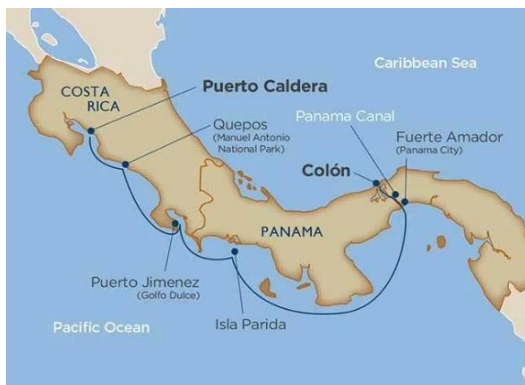 Caribbean Sea
COSTA
RICA
Puerto Caldera
Quepos
(Manuel Antonio
National Park)
Panama Canal
Fuerte Amador
(Panama City)
Colón
PANAMA
Puerto Jimenez
(Golfo Dulce)
Isla Parida
Pacific Ocean